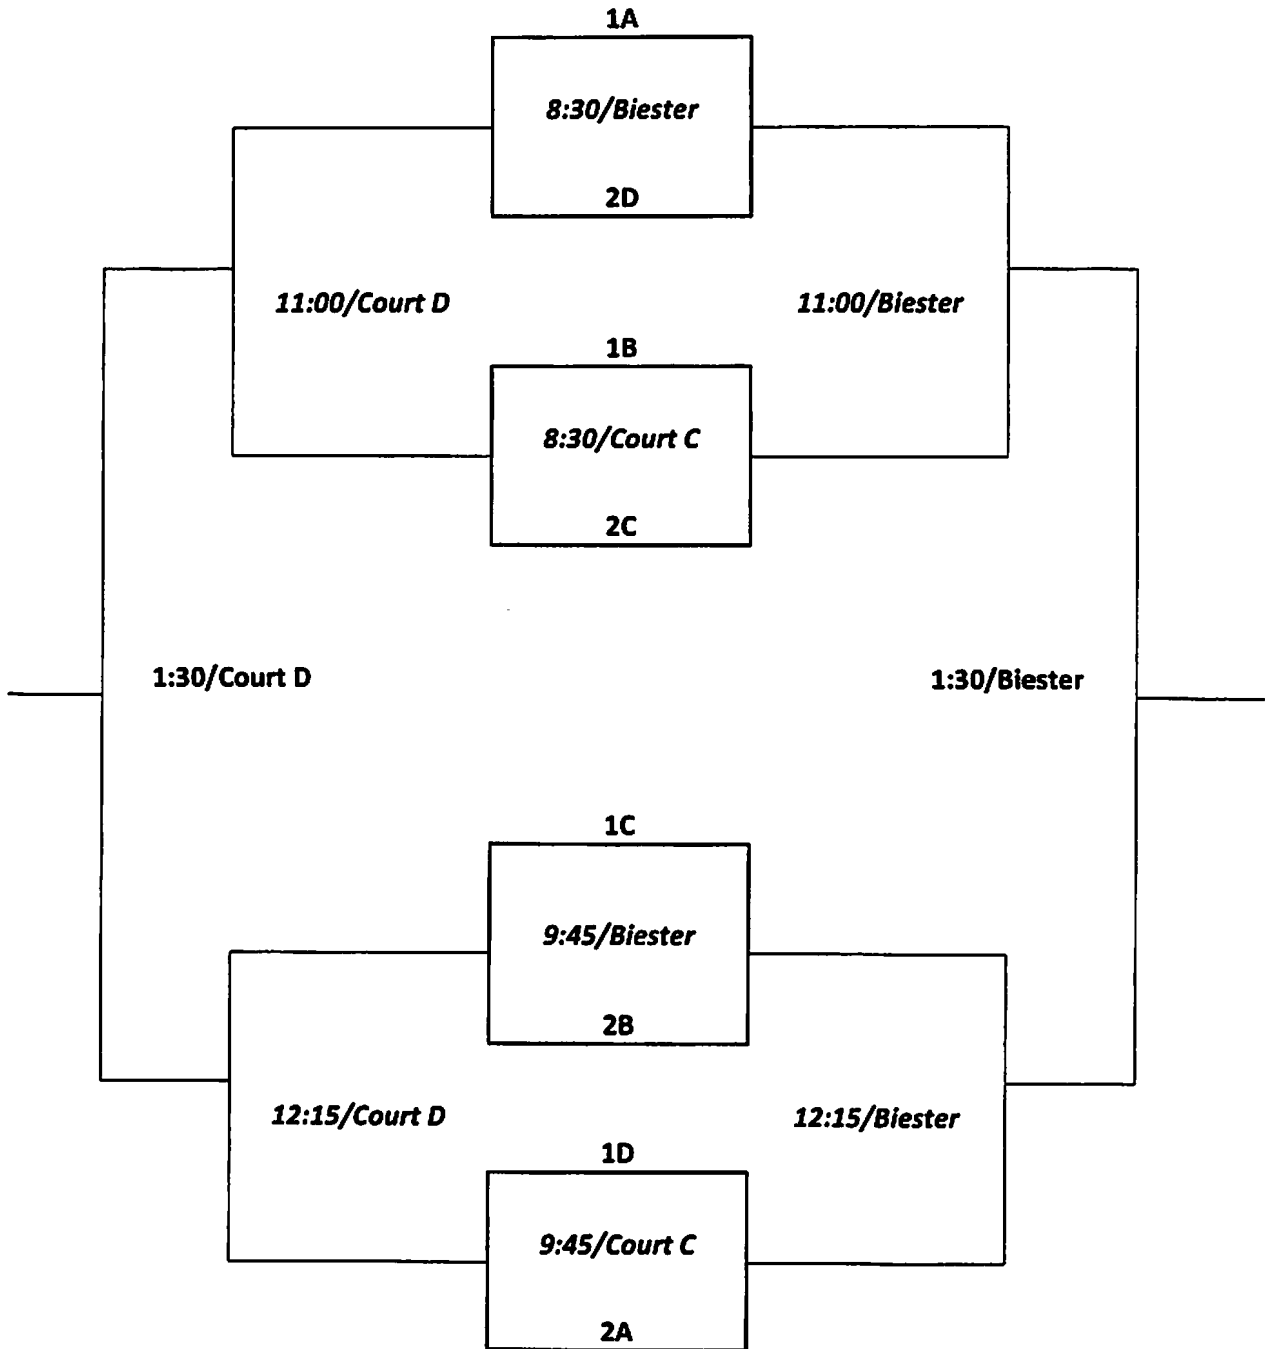 1A
8:30/Biester
2D
11:00/Court D
11:00/Biester
1B
8:30/Court C
2C
1:30/Court D
1:30/Biester
1C
9:45/Biester
2B
12:15/Court D
12:15/Biester
1D
9:45/Court C
2A